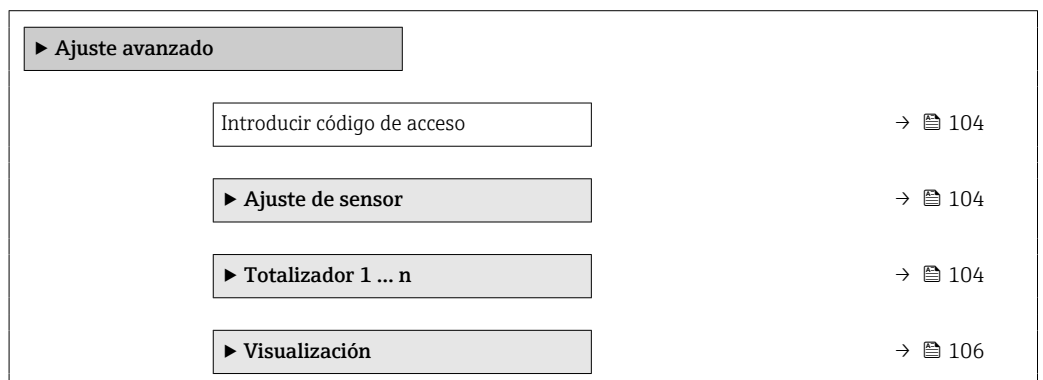 ► Ajuste avanzado
Introducir código de acceso → 104
► Ajuste de sensor → 104
► Totalizador 1 ... n → 104
► Visualización → 106